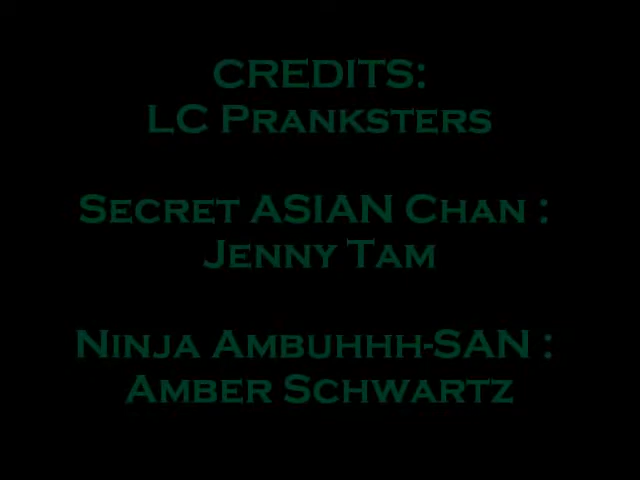 CREDITS:
LC Pranksters
Secret ASIAN Chan :
Jenny Tam
Ninja Ambuhhh-SAN :
Amber Schwartz